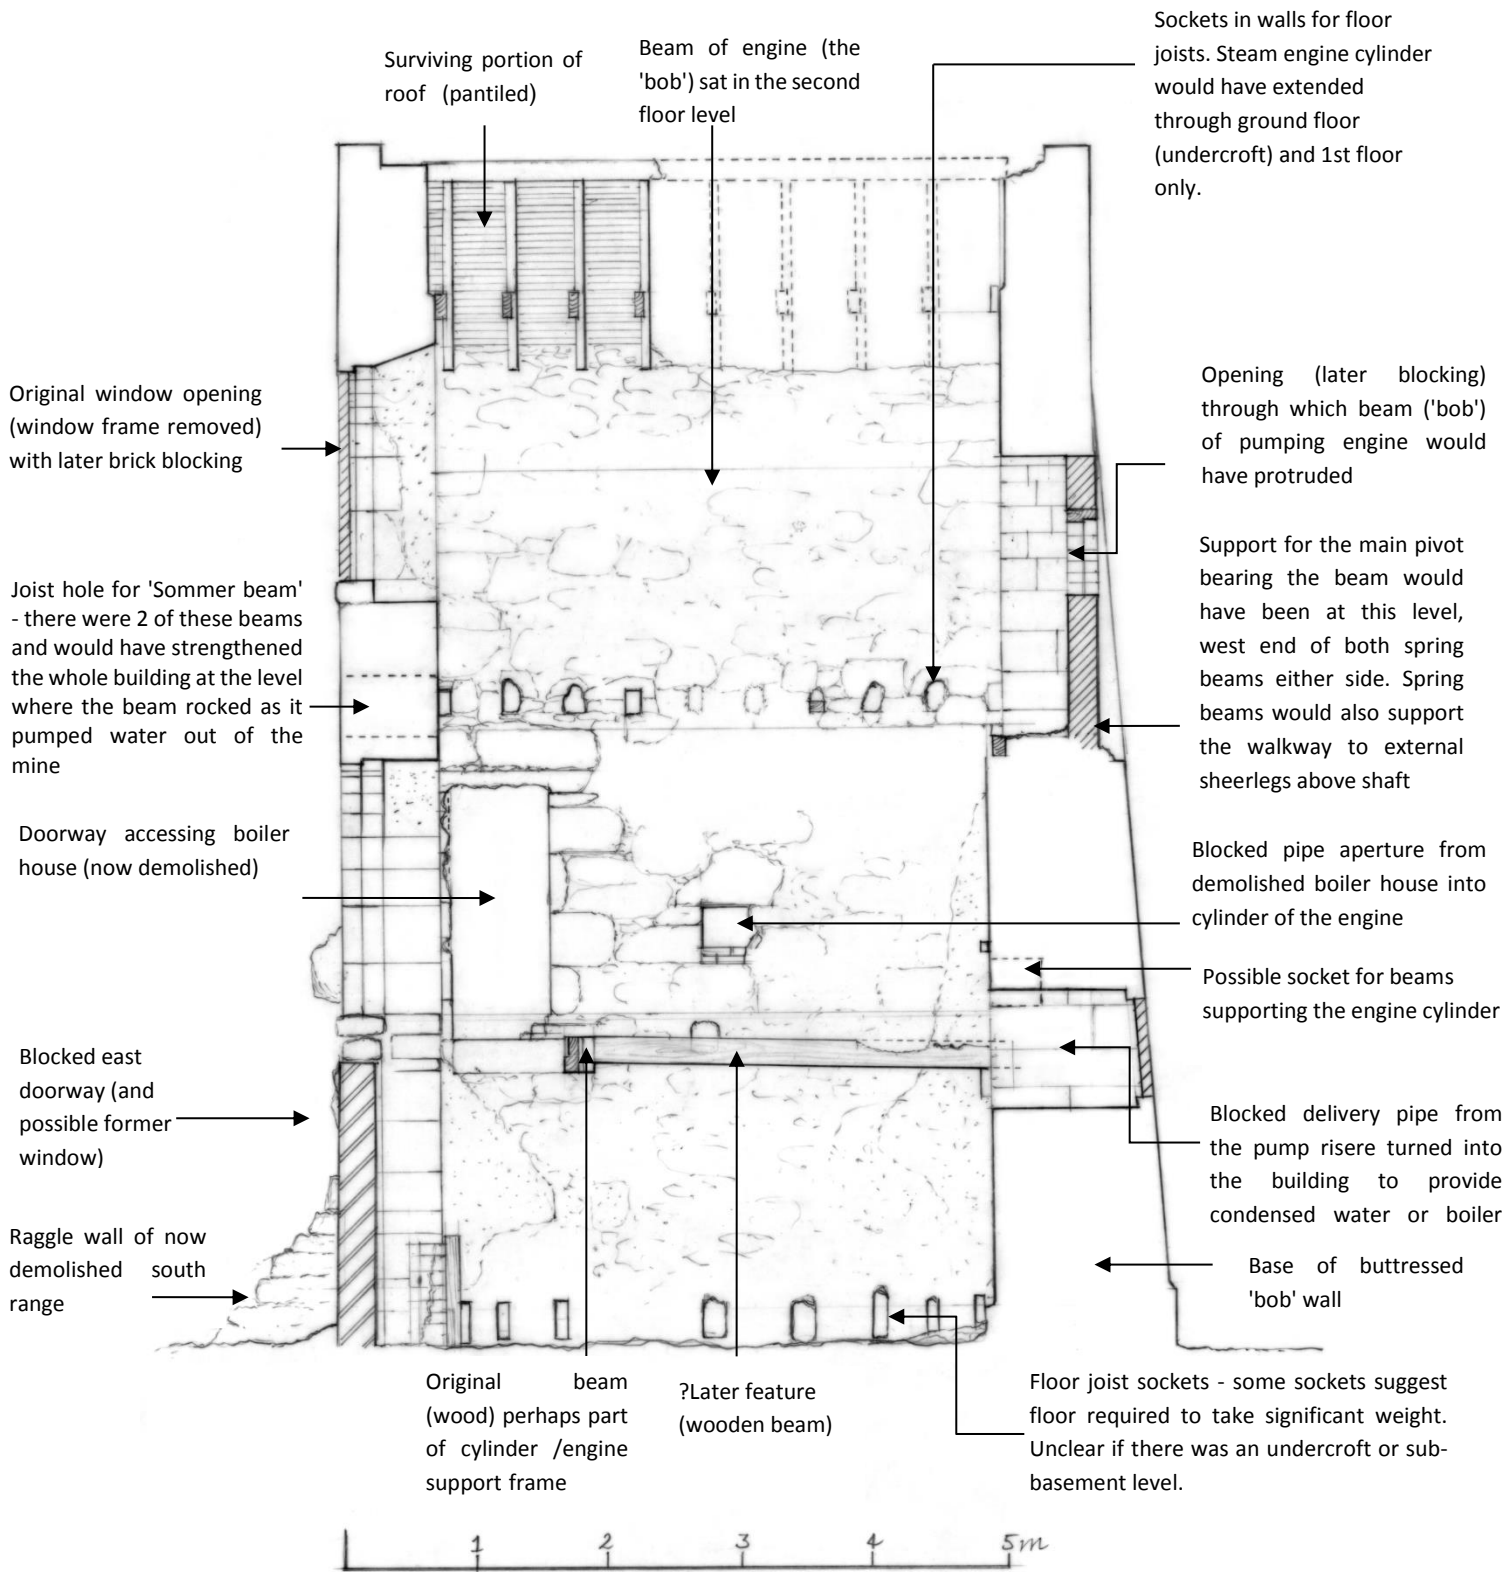 Surviving portion of
roof (pantiled)
Beam of engine (the
'bob') sat in the second
floor level
Sockets in walls for floor
joists. Steam engine cylinder
would have extended
through ground floor
(undercroft) and 1st floor
only.
Original window opening
(window frame removed)
with later brick blocking
Opening (later blocking)
through which beam ('bob')
of pumping engine would
have protruded
Joist hole for 'Sommer beam'
- there were 2 of these beams
and would have strengthened
the whole building at the level
where the beam rocked as it
pumped water out of the
mine
Support for the main pivot
bearing the beam would
have been at this level,
west end of both spring
beams either side. Spring
beams would also support
the walkway to external
sheerlegs above shaft
Doorway accessing boiler
house (now demolished)
Blocked pipe aperture from
demolished boiler house into
cylinder of the engine
Possible socket for beams
supporting the engine cylinder
Blocked east
doorway (and
possible former
window)
Blocked delivery pipe from
the pump risere turned into
the building to provide
condensed water or boiler
Raggle wall of now
demolished south
range
Base of buttressed
'bob' wall
Original beam
(wood) perhaps part
of cylinder /engine
support frame
?Later feature
(wooden beam)
Floor joist sockets - some sockets suggest
floor required to take significant weight.
Unclear if there was an undercroft or sub-
basement level.
1 2 3 4 5m